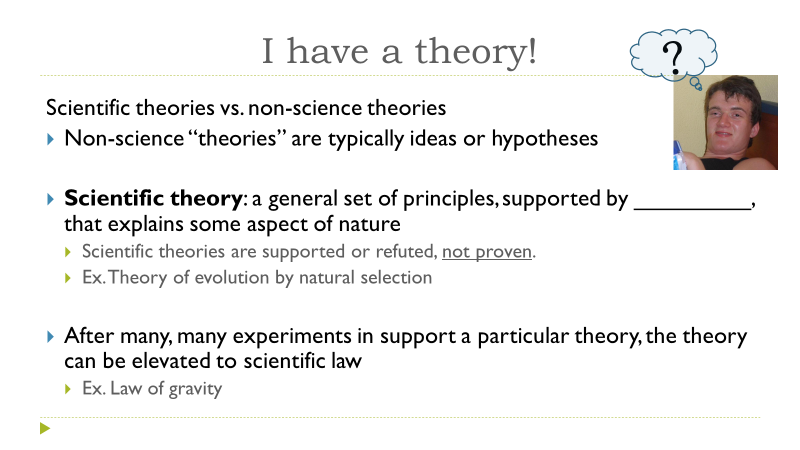 I have a theory!
?
Scientific theories vs. non-science theories
Non-science “theories” are typically ideas or hypotheses
Scientific theory: a general set of principles, supported by __________,
that explains some aspect of nature
Scientific theories are supported or refuted, not proven.
Ex. Theory of evolution by natural selection
After many, many experiments in support a particular theory, the theory
can be elevated to scientific law
Ex. Law of gravity